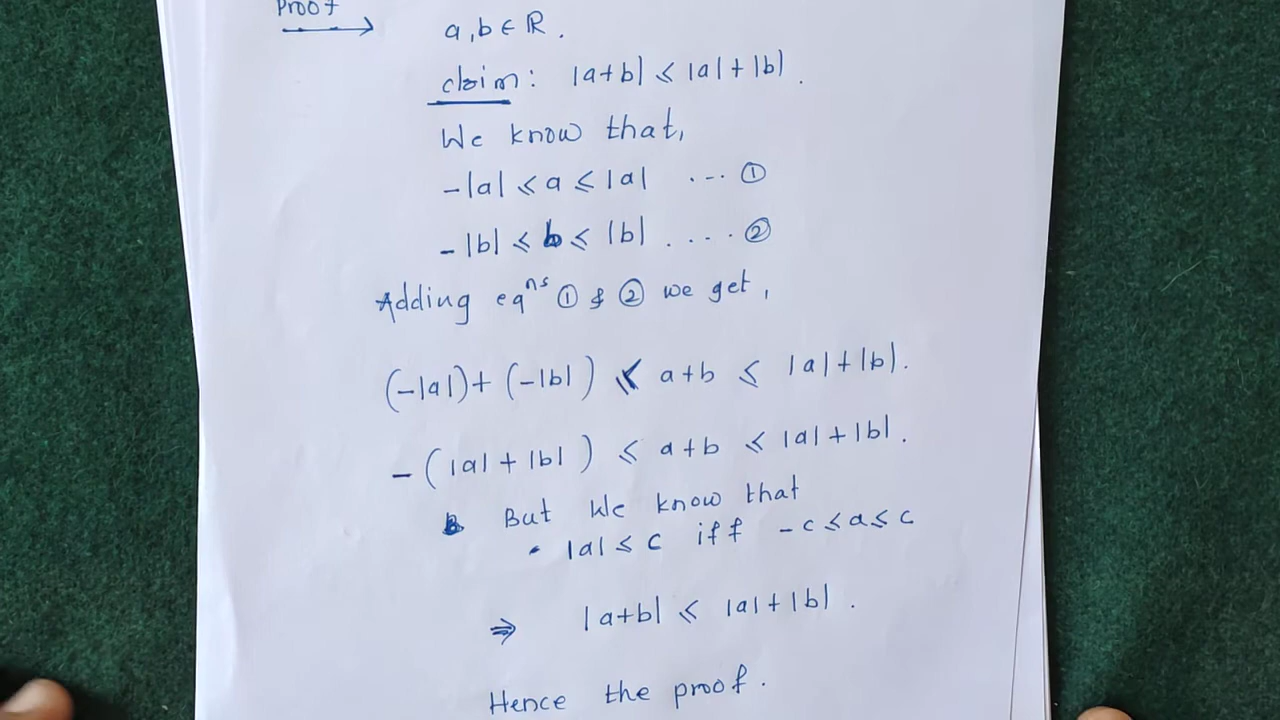 Proof
a, b ∈ ℝ.
claim: |a+b| ≤ |a|+|b|.
We know that,
-|a| ≤ a ≤ |a| ... ①
-|b| ≤ b ≤ |b| .... ②
Adding eqⁿˢ ① & ② we get,
(-|a|)+(-|b|) ≤ a+b ≤ |a|+|b|.
-(|a|+|b|) ≤ a+b ≤ |a|+|b|.
But we know that
|a| ≤ c iff -c ≤ a ≤ c
⇒ |a+b| ≤ |a|+|b|.
Hence the proof.